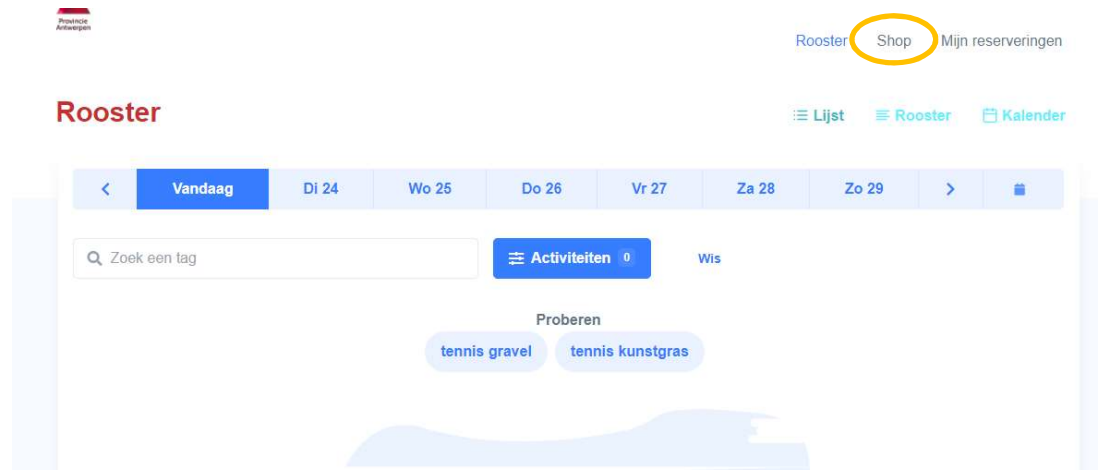 Provincie
Antwerpen
Rooster Shop Mijn reserveringen
Rooster
Lijst Rooster Kalender
Vandaag Di 24 Wo 25 Do 26 Vr 27 Za 28 Zo 29
Zoek een tag Activiteiten 0 Wis
Proberen
tennis gravel tennis kunstgras